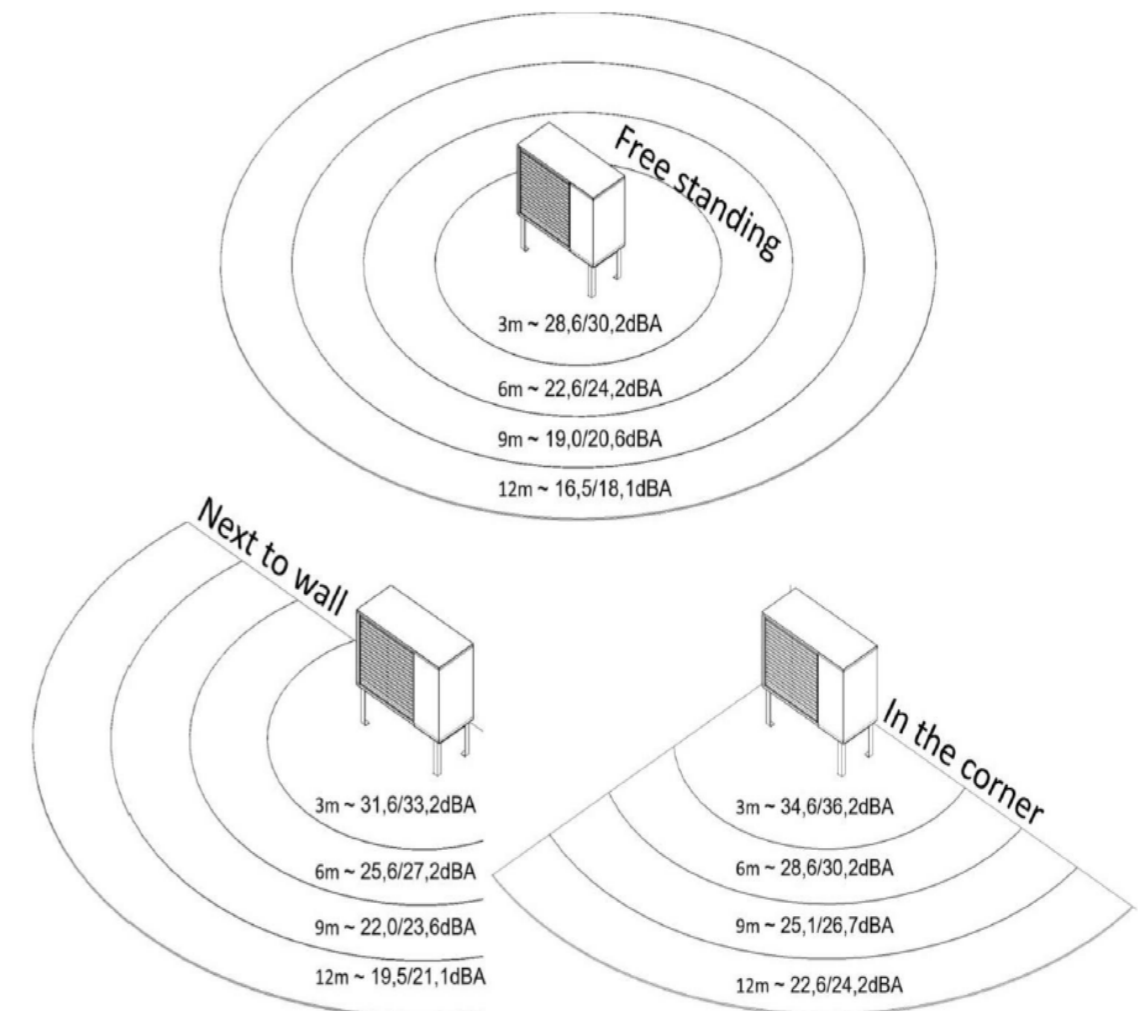 Free standing
3m ~ 28,6/30,2dBA
6m ~ 22,6/24,2dBA
9m ~ 19,0/20,6dBA
12m ~ 16,5/18,1dBA
Next to wall
3m ~ 31,6/33,2dBA
6m ~ 25,6/27,2dBA
9m ~ 22,0/23,6dBA
12m ~ 19,5/21,1dBA
In the corner
3m ~ 34,6/36,2dBA
6m ~ 28,6/30,2dBA
9m ~ 25,1/26,7dBA
12m ~ 22,6/24,2dBA